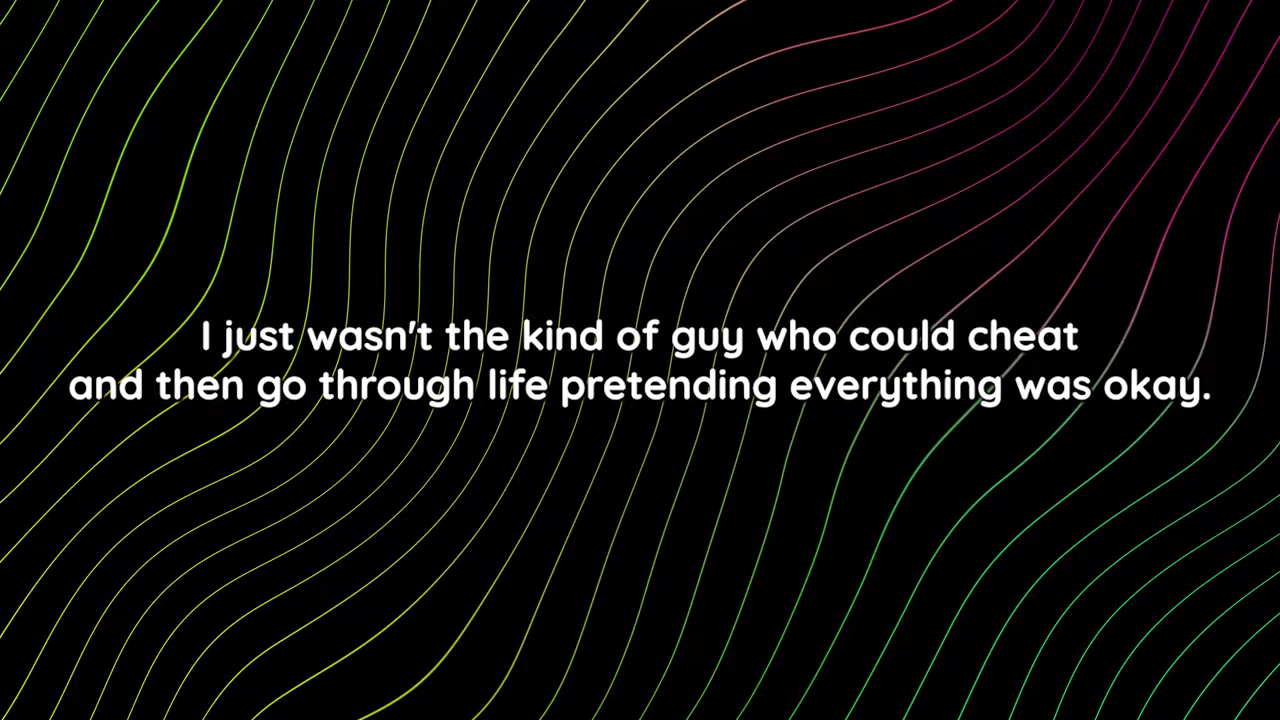 I just wasn't the kind of guy who could cheat
and then go through life pretending everything was okay.